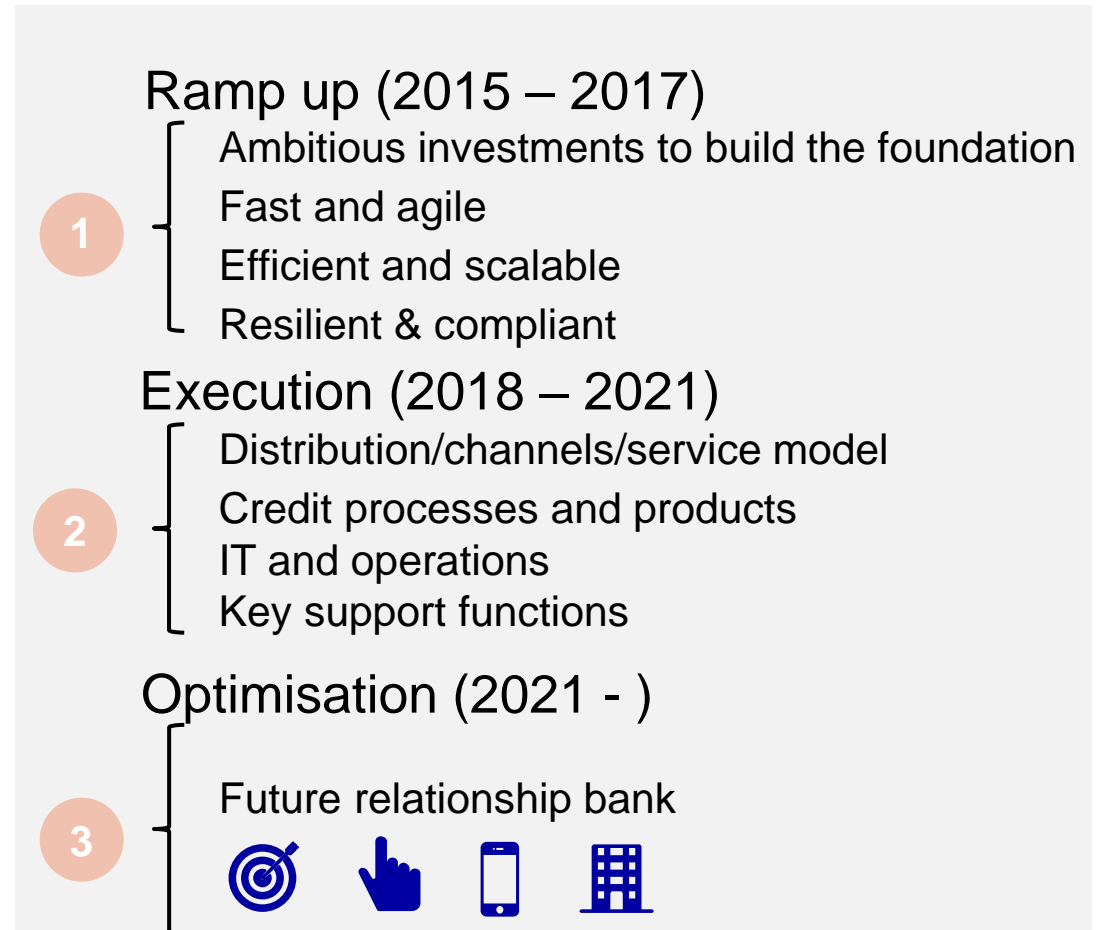 Ramp up (2015 – 2017)
Ambitious investments to build the foundation
Fast and agile
1
Efficient and scalable
Resilient & compliant
Execution (2018 – 2021)
Distribution/channels/service model
Credit processes and products
2
IT and operations
Key support functions
Optimisation (2021 - )
Future relationship bank
3